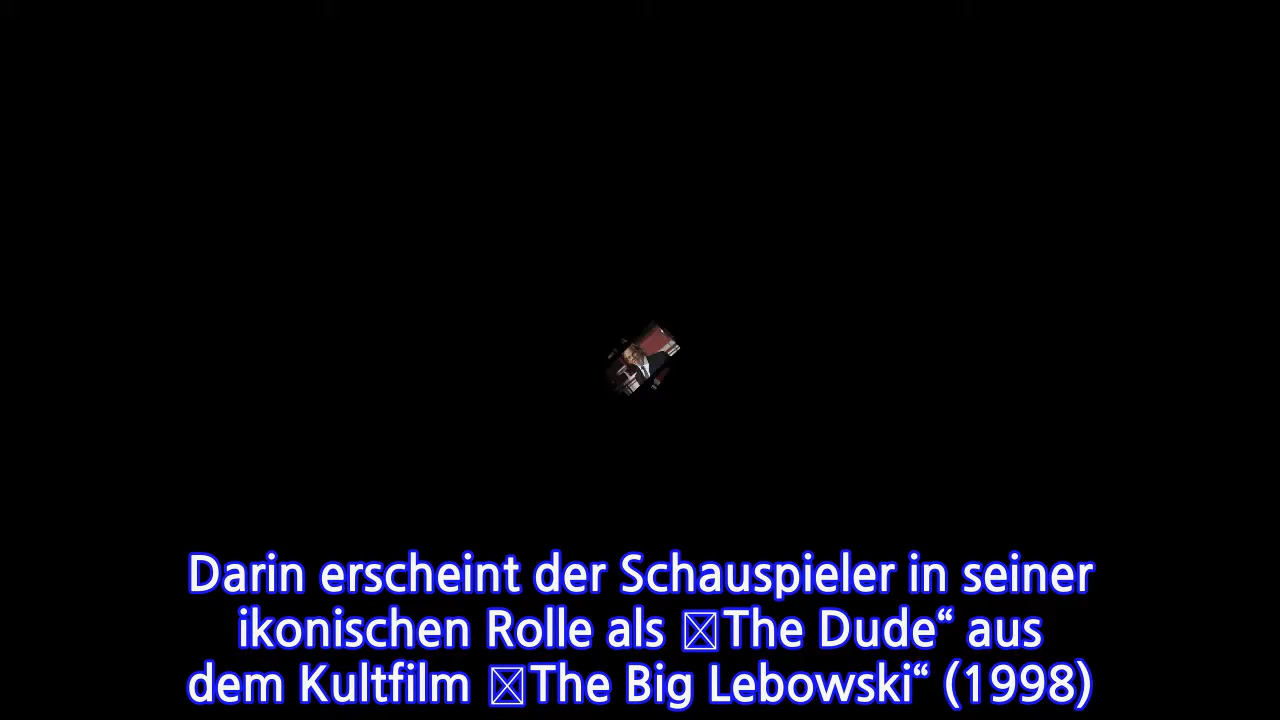 Darin erscheint der Schauspieler in seiner
ikonischen Rolle als The Dude“ aus
dem Kultfilm The Big Lebowski“ (1998)